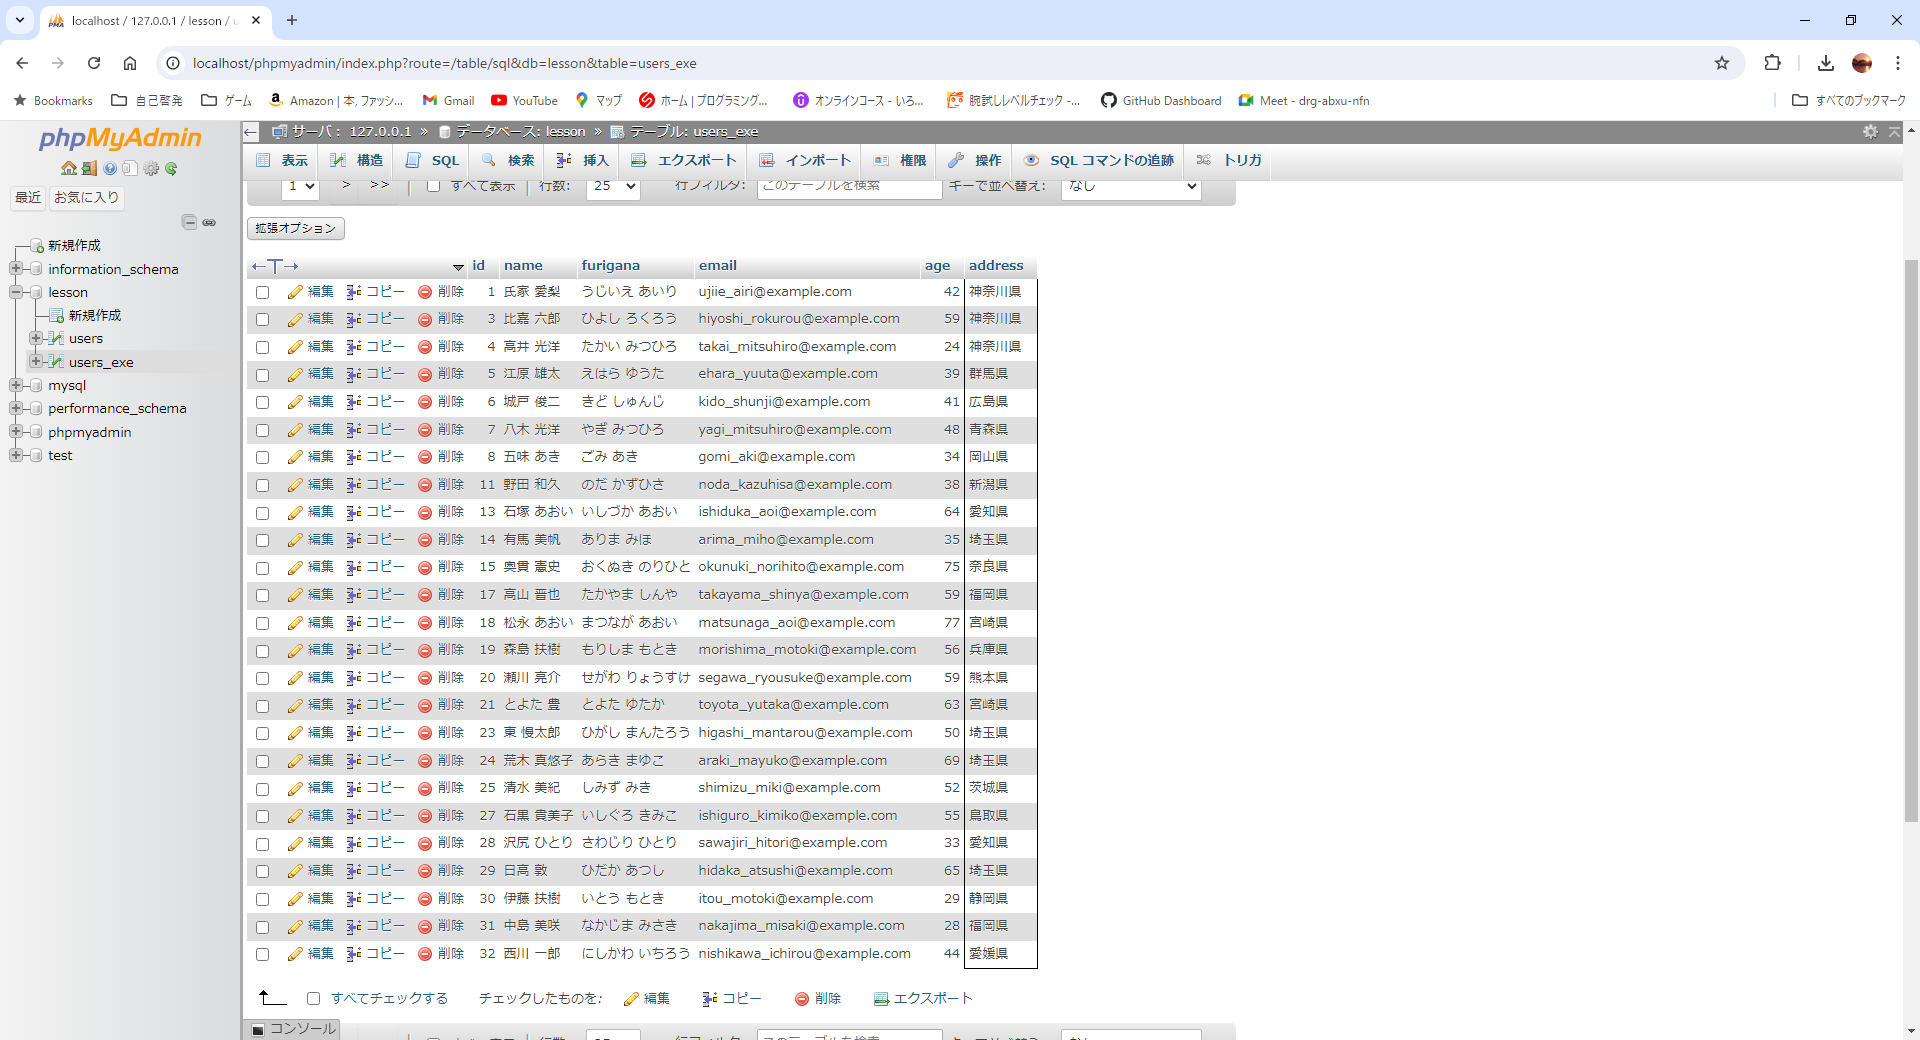 localhost / 127.0.0.1 / lesson / u
localhost/phpmyadmin/index.php?route=/table/sql&db=lesson&table=users_exe
Bookmarks 自己啓発 ゲーム Amazon | 本, ファッシ... Gmail YouTube マップ ホーム | プログラミング... オンラインコース - いろ... 腕試しレベルチェック -... GitHub Dashboard Meet - drg-abxu-nfn すべてのブックマーク
phpMyAdmin
最近 お気に入り
新規作成
information_schema
lesson
新規作成
users
users_exe
mysql
performance_schema
phpmyadmin
test
サーバ: 127.0.0.1 » データベース: lesson » テーブル: users_exe
表示 構造 SQL 検索 挿入 エクスポート インポート 権限 操作 SQL コマンドの追跡 トリガ
1 > >> すべて表示 行数: 25 行フィルタ: このテーブルを検索 キーで並べ替え: なし
拡張オプション
←T→ id name furigana email age address
編集 コピー 削除 1 氏家 愛梨 うじいえ あいり ujiie_airi@example.com 42 神奈川県
編集 コピー 削除 3 比嘉 六郎 ひよし ろくろう hiyoshi_rokurou@example.com 59 神奈川県
編集 コピー 削除 4 高井 光洋 たかい みつひろ takai_mitsuhiro@example.com 24 神奈川県
編集 コピー 削除 5 江原 雄太 えはら ゆうた ehara_yuuta@example.com 39 群馬県
編集 コピー 削除 6 城戸 俊二 きど しゅんじ kido_shunji@example.com 41 広島県
編集 コピー 削除 7 八木 光洋 やぎ みつひろ yagi_mitsuhiro@example.com 48 青森県
編集 コピー 削除 8 五味 あき ごみ あき gomi_aki@example.com 34 岡山県
編集 コピー 削除 11 野田 和久 のだ かずひさ noda_kazuhisa@example.com 38 新潟県
編集 コピー 削除 13 石塚 あおい いしづか あおい ishiduka_aoi@example.com 64 愛知県
編集 コピー 削除 14 有馬 美帆 ありま みほ arima_miho@example.com 35 埼玉県
編集 コピー 削除 15 奥貫 憲史 おくぬき のりひと okunuki_norihito@example.com 75 奈良県
編集 コピー 削除 17 高山 晋也 たかやま しんや takayama_shinya@example.com 59 福岡県
編集 コピー 削除 18 松永 あおい まつなが あおい matsunaga_aoi@example.com 77 宮崎県
編集 コピー 削除 19 森島 扶樹 もりしま もとき morishima_motoki@example.com 56 兵庫県
編集 コピー 削除 20 瀬川 亮介 せがわ りょうすけ segawa_ryousuke@example.com 59 熊本県
編集 コピー 削除 21 とよた 豊 とよた ゆたか toyota_yutaka@example.com 63 宮崎県
編集 コピー 削除 23 東 慢太郎 ひがし まんたろう higashi_mantarou@example.com 50 埼玉県
編集 コピー 削除 24 荒木 真悠子 あらき まゆこ araki_mayuko@example.com 69 埼玉県
編集 コピー 削除 25 清水 美紀 しみず みき shimizu_miki@example.com 52 茨城県
編集 コピー 削除 27 石黒 貴美子 いしぐろ きみこ ishiguro_kimiko@example.com 55 鳥取県
編集 コピー 削除 28 沢尻 ひとり さわじり ひとり sawajiri_hitori@example.com 33 愛知県
編集 コピー 削除 29 日高 敦 ひだか あつし hidaka_atsushi@example.com 65 埼玉県
編集 コピー 削除 30 伊藤 扶樹 いとう もとき itou_motoki@example.com 29 静岡県
編集 コピー 削除 31 中島 美咲 なかじま みさき nakajima_misaki@example.com 28 福岡県
編集 コピー 削除 32 西川 一郎 にしかわ いちろう nishikawa_ichirou@example.com 44 愛媛県
すべてチェックする チェックしたものを: 編集 コピー 削除 エクスポート
コンソール